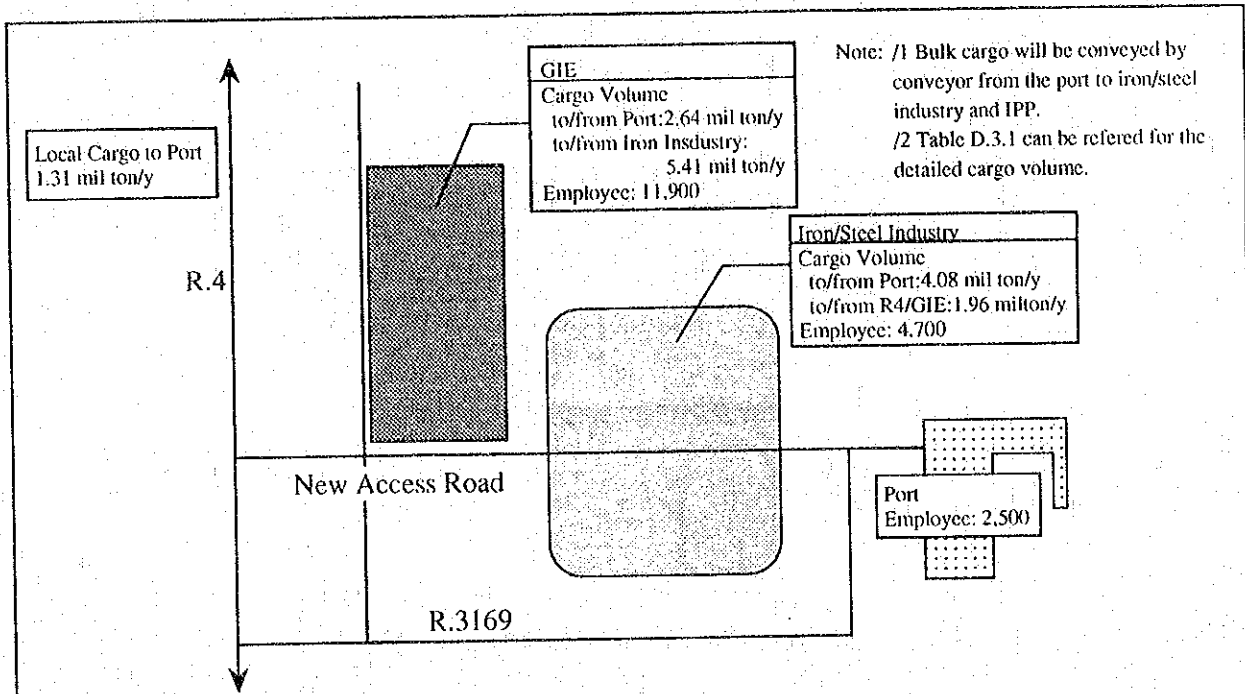 GIE
Cargo Volume
to/from Port:2.64 mil ton/y
to/from Iron Insdustry:
5.41 mil ton/y
Employee: 11,900
Note: /1 Bulk cargo will be conveyed by
conveyor from the port to iron/steel
industry and IPP.
/2 Table D.3.1 can be refered for the
detailed cargo volume.
Local Cargo to Port
1.31 mil ton/y
R.4
Iron/Steel Industry
Cargo Volume
to/from Port:4.08 mil ton/y
to/from R4/GIE:1.96 milton/y
Employee: 4,700
New Access Road
Port
Employee: 2,500
R.3169